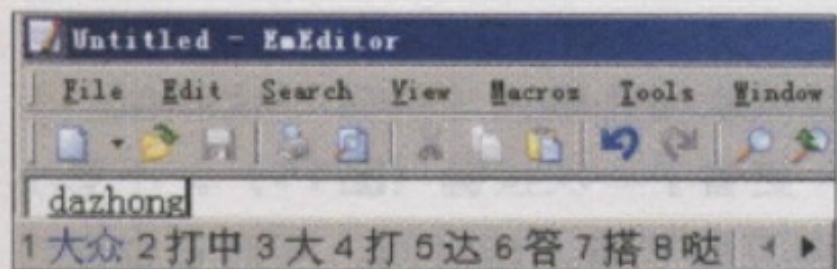 Untitled - EmEditor
File Edit Search View Macros Tools Window
dazhong
1 大众 2 打中 3 大 4 打 5 达 6 答 7 搭 8 哒